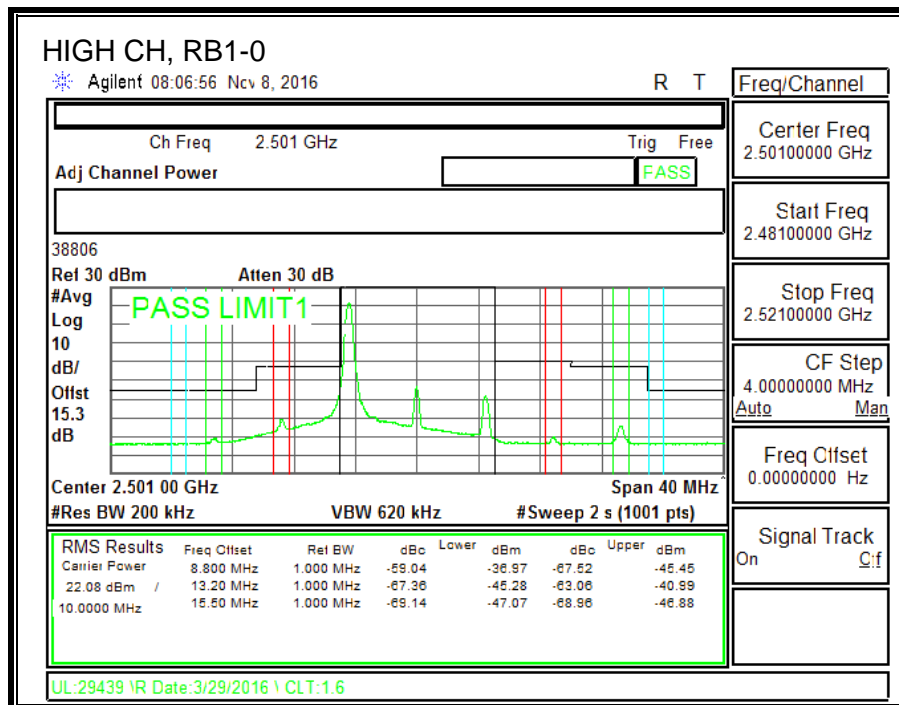 HIGH CH, RB1-0
Agilent 08:06:56 Nov 8, 2016 R T
Freq/Channel
Ch Freq 2.501 GHz Trig Free
Adj Channel Power PASS
38806
Ref 30 dBm Atten 30 dB
#Avg
Log
10
dB/
Offst
15.3
dB
PASS LIMIT1
Center 2.501 00 GHz Span 40 MHz
#Res BW 200 kHz VBW 620 kHz #Sweep 2 s (1001 pts)
RMS Results Freq Offset Ref BW dBc Lower dBm dBc Upper dBm
Carrier Power 8.800 MHz 1.000 MHz -59.04 -36.97 -67.52 -45.45
22.08 dBm / 13.20 MHz 1.000 MHz -67.36 -45.28 -63.06 -40.99
10.0000 MHz 15.50 MHz 1.000 MHz -69.14 -47.07 -68.96 -46.88
UL:29439 \R Date:3/29/2016 \ CLT:1.6
Center Freq
2.50100000 GHz
Start Freq
2.48100000 GHz
Stop Freq
2.52100000 GHz
CF Step
4.00000000 MHz
Auto Man
Freq Offset
0.00000000 Hz
Signal Track
On Off